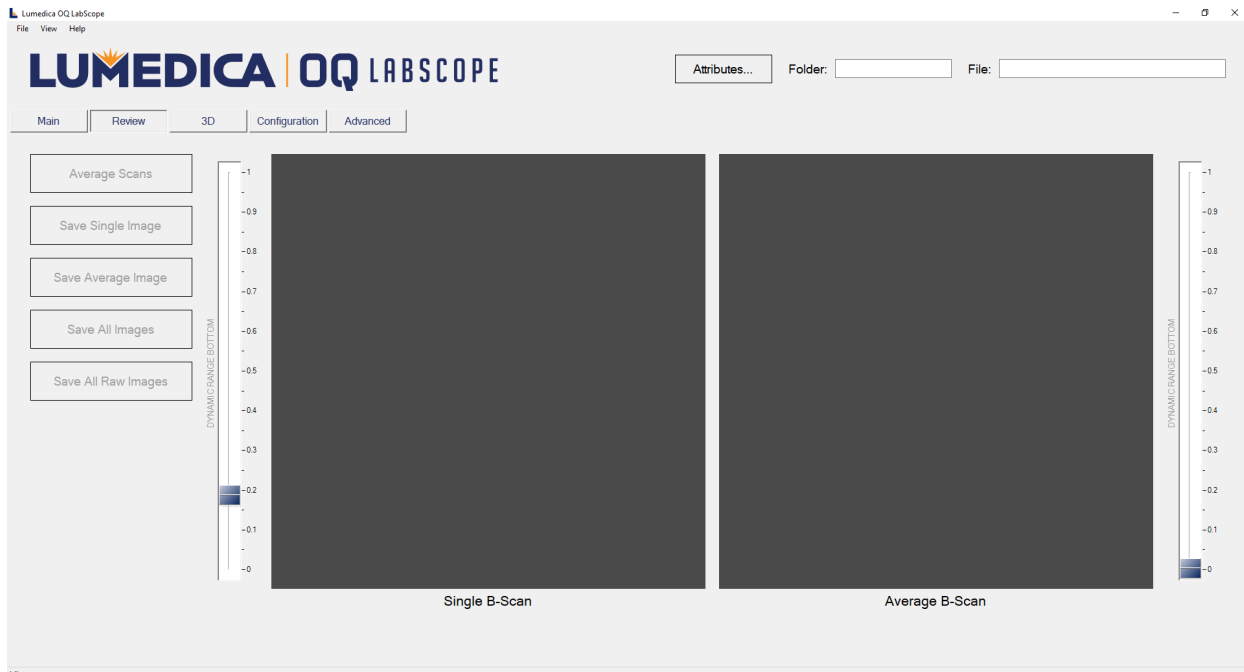 Lumedica OQ LabScope
File View Help
LUMEDICA OQ LABSCOPE
Attributes... Folder: File:
Main Review 3D Configuration Advanced
Average Scans
Save Single Image
Save Average Image
Save All Images
Save All Raw Images
DYNAMIC RANGE BOTTOM
1
0.9
0.8
0.7
0.6
0.5
0.4
0.3
0.2
0.1
0
Single B-Scan
Average B-Scan
DYNAMIC RANGE BOTTOM
1
0.9
0.8
0.7
0.6
0.5
0.4
0.3
0.2
0.1
0